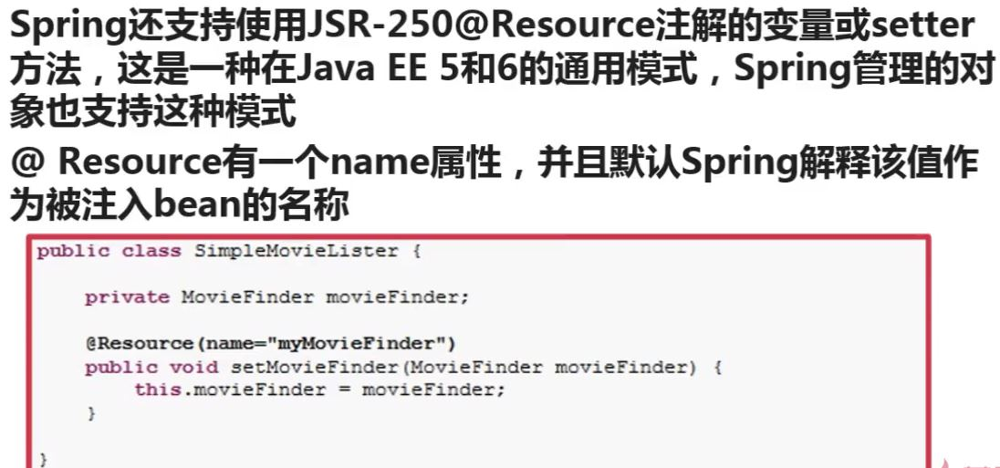 Spring还支持使用JSR-250@Resource注解的变量或setter
方法，这是一种在Java EE 5和6的通用模式，Spring管理的对
象也支持这种模式
@ Resource有一个name属性，并且默认Spring解释该值作
为被注入bean的名称
public class SimpleMovieLister {
private MovieFinder movieFinder;
@Resource(name="myMovieFinder")
public void setMovieFinder(MovieFinder movieFinder) {
this.movieFinder = movieFinder;
}
}